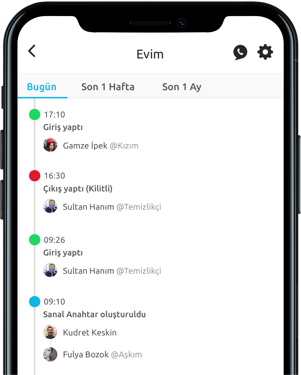 Evim
Bugün Son 1 Hafta Son 1 Ay
17:10
Giriş yaptı
Gamze İpek @Kızım
16:30
Çıkış yaptı (Kilitli)
Sultan Hanım @Temizlikçi
09:26
Giriş yaptı
Sultan Hanım @Temizlikçi
09:10
Sanal Anahtar oluşturuldu
Kudret Keskin
Fulya Bozok @Aşkım